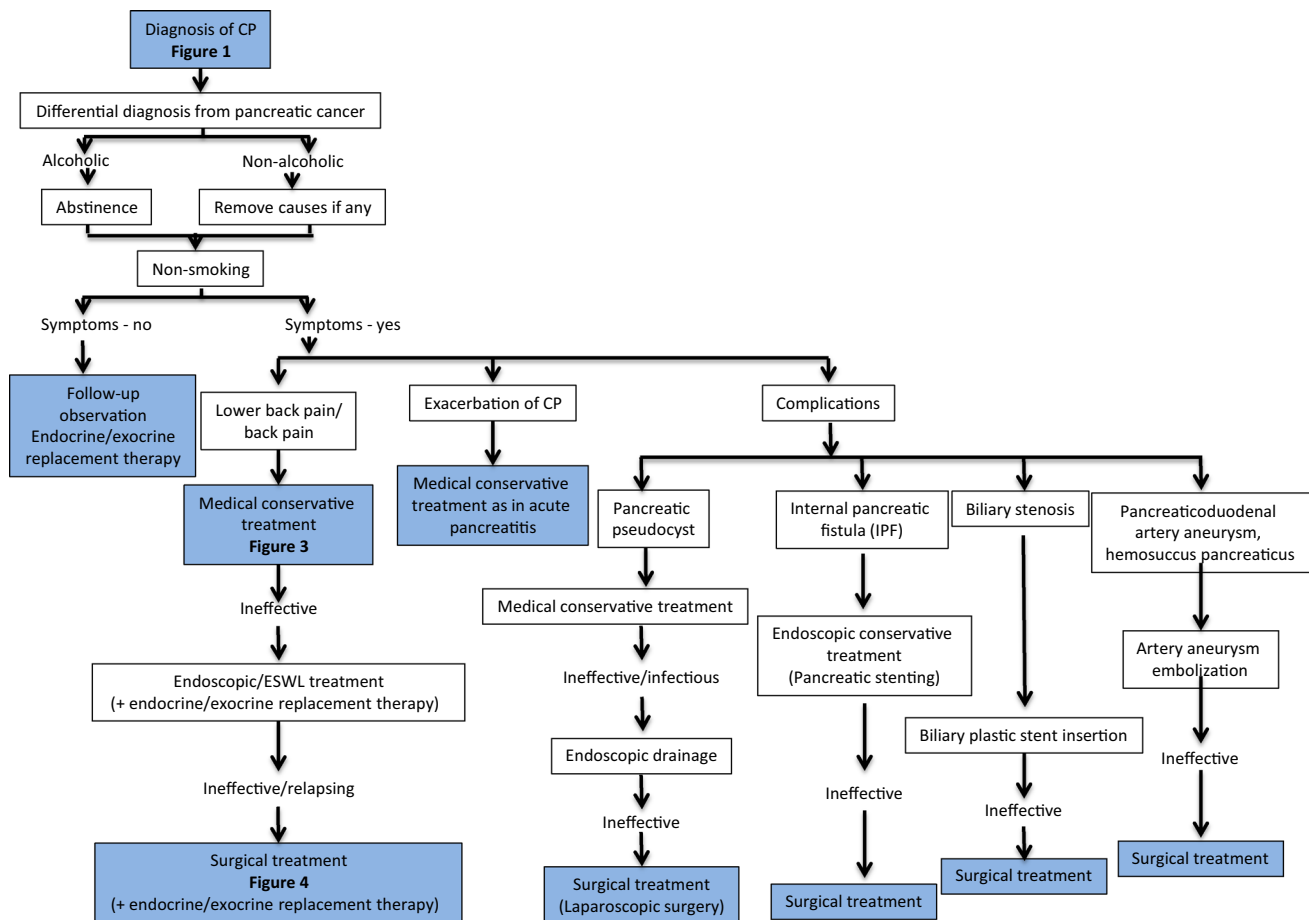 Diagnosis of CP
Figure 1
Differential diagnosis from pancreatic cancer
Alcoholic
Non-alcoholic
Abstinence
Remove causes if any
Non-smoking
Symptoms - no
Symptoms - yes
Follow-up
observation
Endocrine/exocrine
replacement therapy
Lower back pain/
back pain
Exacerbation of CP
Complications
Medical conservative
treatment
Figure 3
Medical conservative
treatment as in acute
pancreatitis
Pancreatic
pseudocyst
Internal pancreatic
fistula (IPF)
Biliary stenosis
Pancreaticoduodenal
artery aneurysm,
hemosuccus pancreaticus
Ineffective
Medical conservative treatment
Endoscopic conservative
treatment
(Pancreatic stenting)
Artery aneurysm
embolization
Endoscopic/ESWL treatment
(+ endocrine/exocrine replacement therapy)
Ineffective/infectious
Endoscopic drainage
Biliary plastic stent insertion
Ineffective
Ineffective/relapsing
Ineffective
Ineffective
Ineffective
Surgical treatment
Figure 4
(+ endocrine/exocrine replacement therapy)
Surgical treatment
(Laparoscopic surgery)
Surgical treatment
Surgical treatment
Surgical treatment